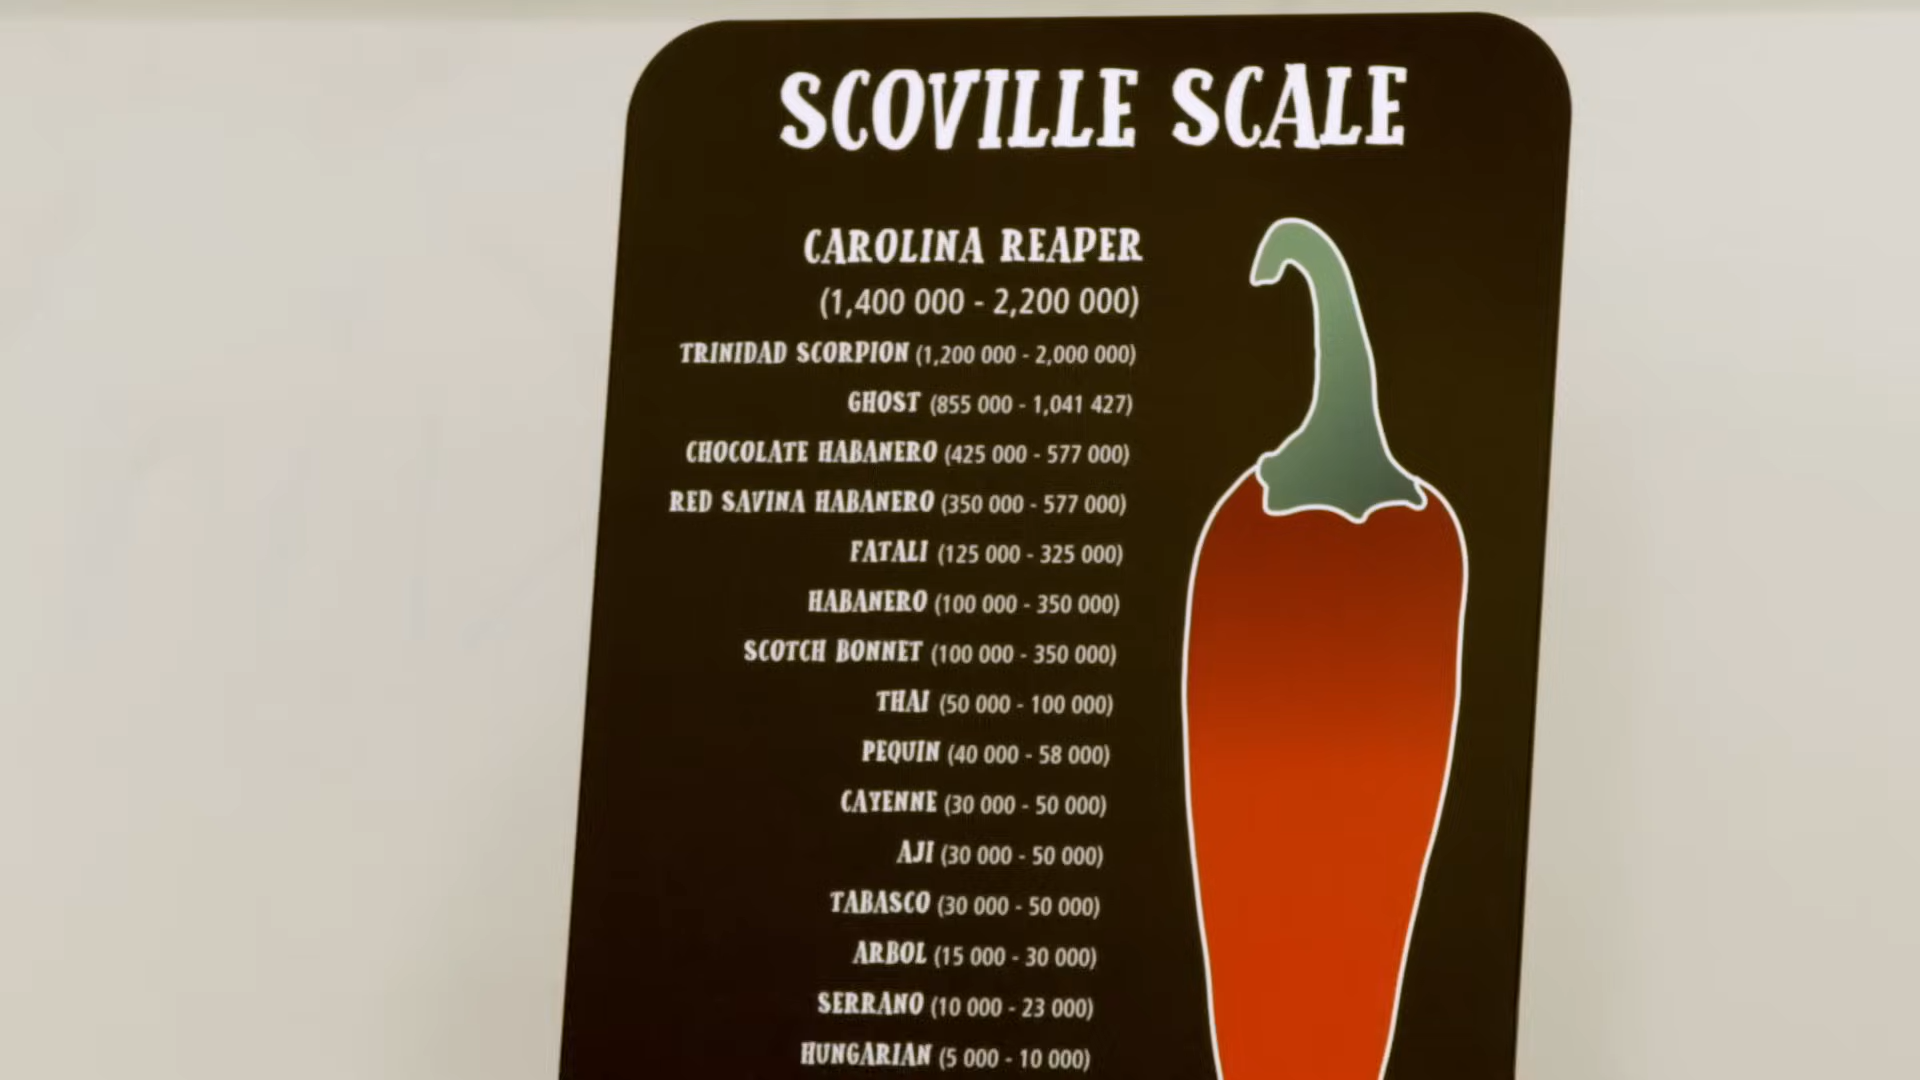 SCOVILLE SCALE
CAROLINA REAPER
(1,400 000 - 2,200 000)
TRINIDAD SCORPION (1,200 000 - 2,000 000)
GHOST (855 000 - 1,041 427)
CHOCOLATE HABANERO (425 000 - 577 000)
RED SAVINA HABANERO (350 000 - 577 000)
FATALI (125 000 - 325 000)
HABANERO (100 000 - 350 000)
SCOTCH BONNET (100 000 - 350 000)
THAI (50 000 - 100 000)
PEQUIN (40 000 - 58 000)
CAYENNE (30 000 - 50 000)
AJI (30 000 - 50 000)
TABASCO (30 000 - 50 000)
ARBOL (15 000 - 30 000)
SERRANO (10 000 - 23 000)
HUNGARIAN (5 000 - 10 000)